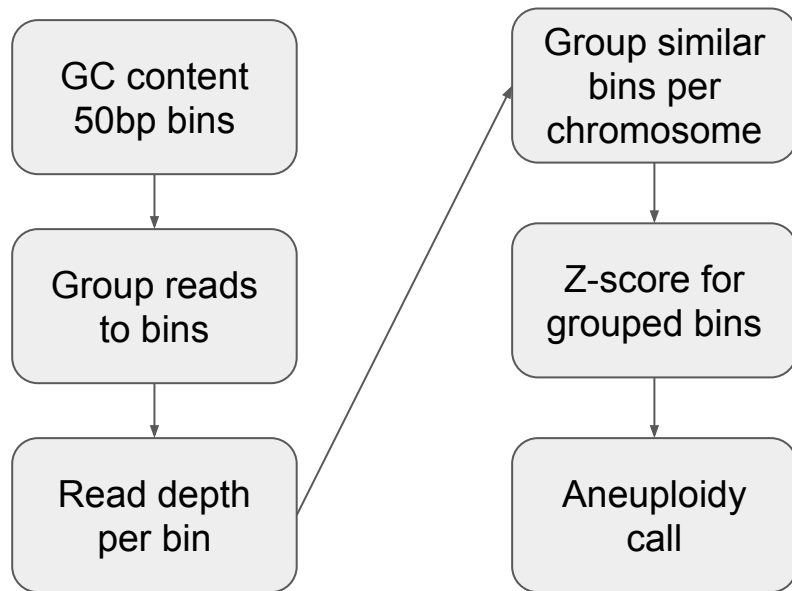 GC content
50bp bins
Group reads
to bins
Read depth
per bin
Group similar
bins per
chromosome
Z-score for
grouped bins
Aneuploidy
call